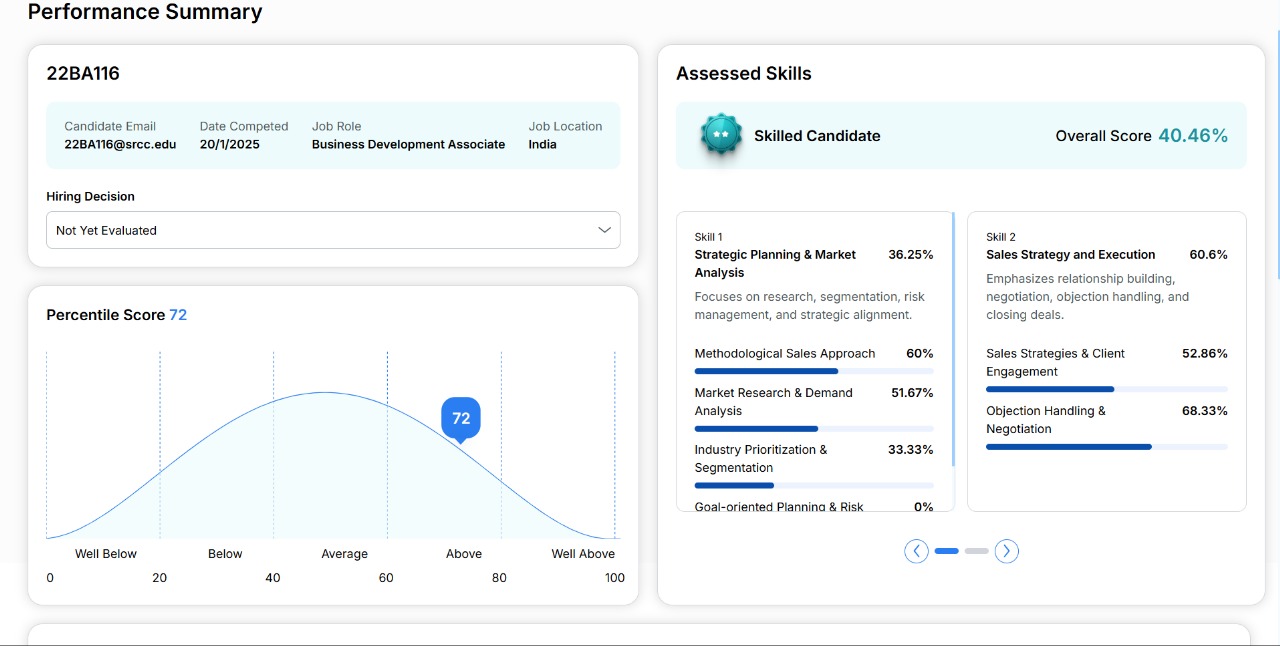 Performance Summary
22BA116
Candidate Email
22BA116@srcc.edu
Date Competed
20/1/2025
Job Role
Business Development Associate
Job Location
India
Hiring Decision
Not Yet Evaluated
Percentile Score 72
72
Well Below
Below
Average
Above
Well Above
0
20
40
60
80
100
Assessed Skills
Skilled Candidate
Overall Score 40.46%
Skill 1
Strategic Planning & Market 36.25%
Analysis
Focuses on research, segmentation, risk
management, and strategic alignment.
Methodological Sales Approach 60%
Market Research & Demand 51.67%
Analysis
Industry Prioritization & 33.33%
Segmentation
Goal-oriented Planning & Risk 0%
Skill 2
Sales Strategy and Execution 60.6%
Emphasizes relationship building,
negotiation, objection handling, and
closing deals.
Sales Strategies & Client 52.86%
Engagement
Objection Handling & 68.33%
Negotiation